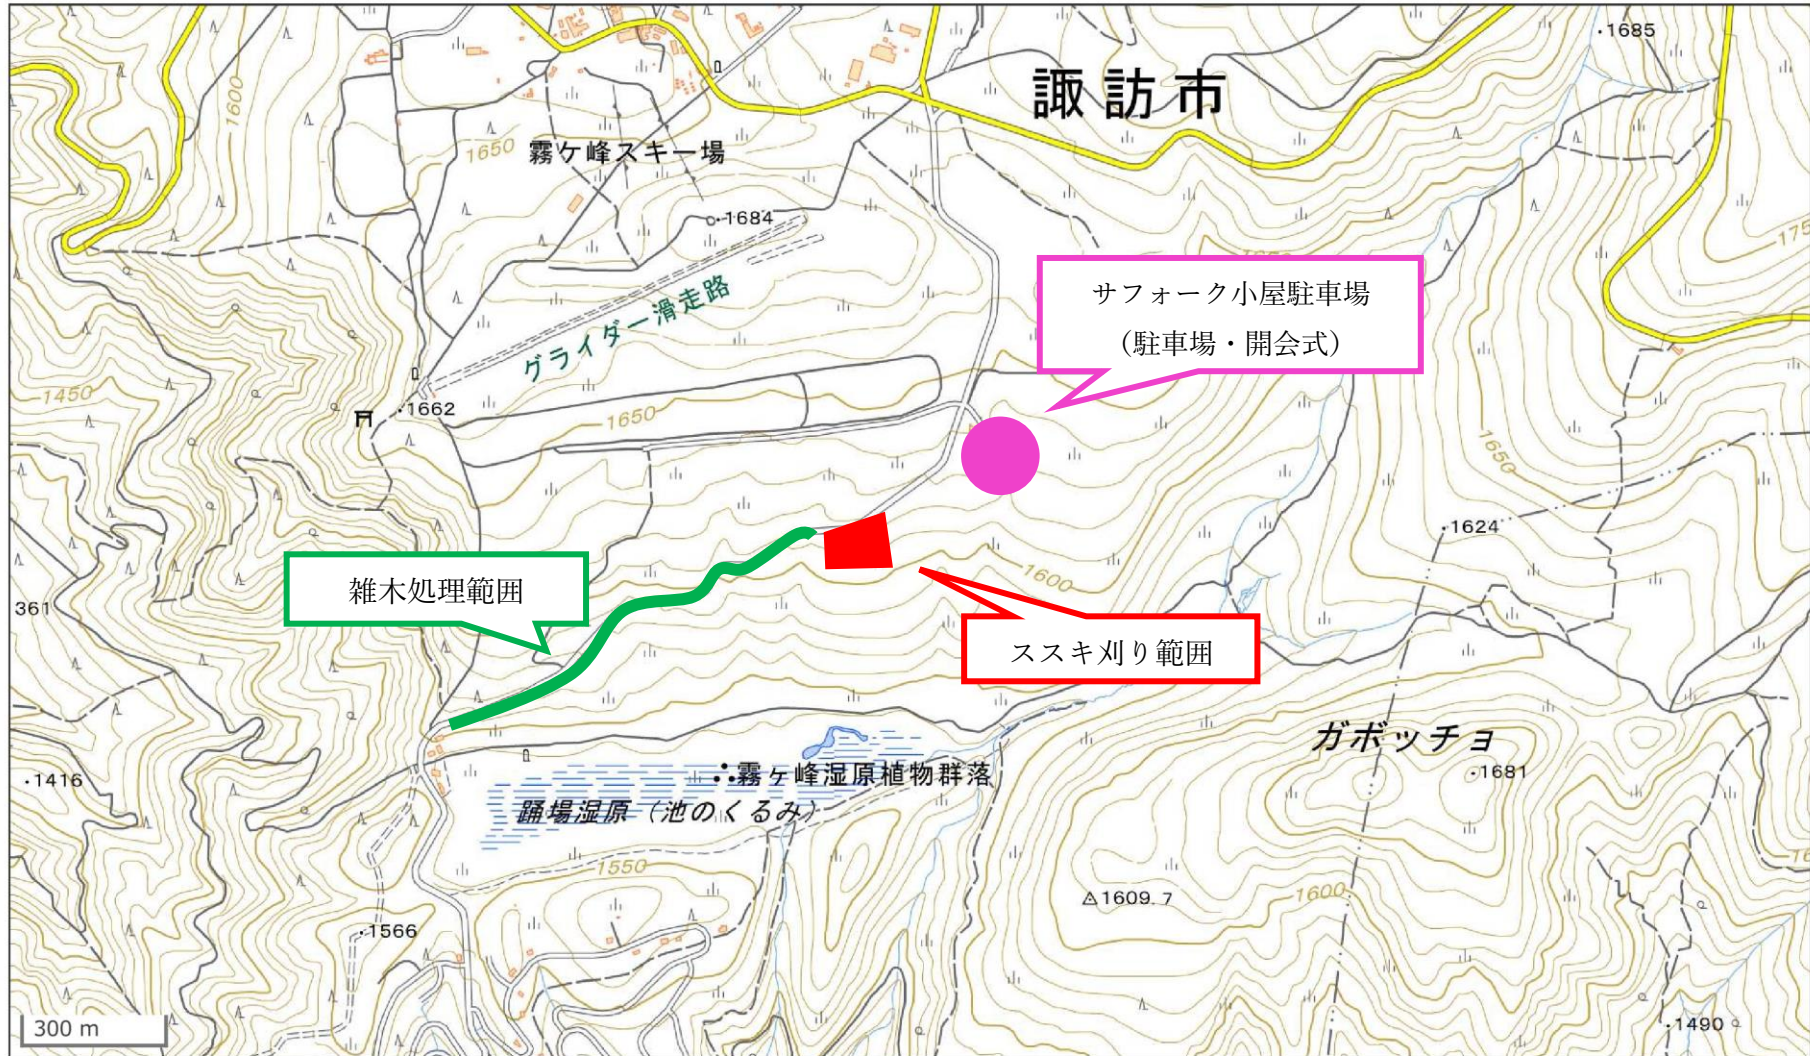 1685
諏訪市
1600
1650
霧ケ峰スキー場
1684
175
サフォーク小屋駐車場
(駐車場・開会式)
グライダー滑走路
1450
1662
1650
1650
1624
雑木処理範囲
1600
361
ススキ刈り範囲
ガボッチョ
1681
1416
霧ヶ峰湿原植物群落
踊場湿原(池のくるみ)
1550
1609.7
1600
1566
300 m
1490